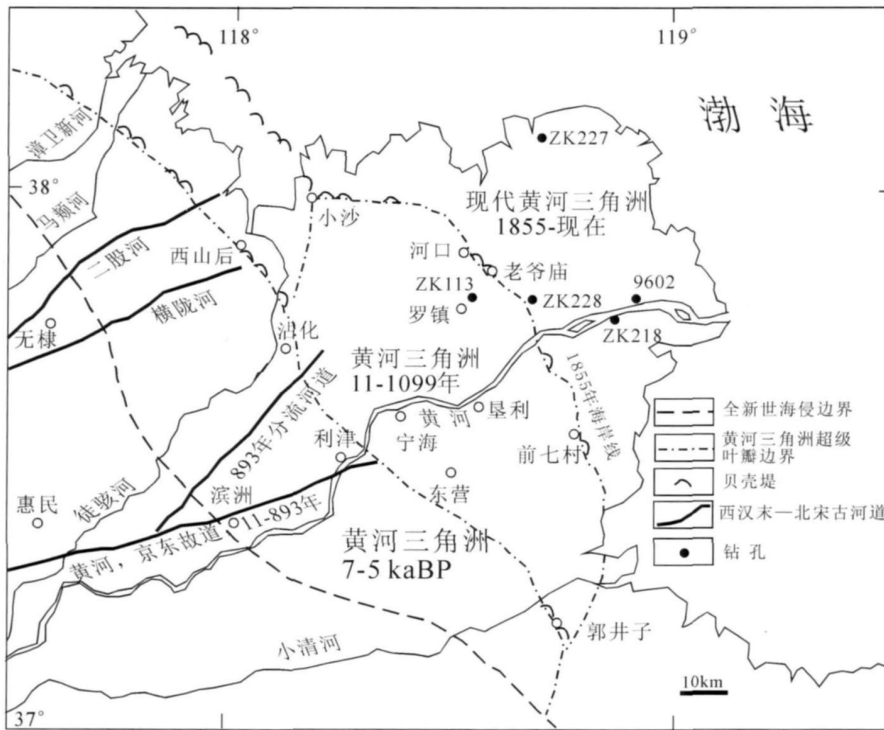 118°
119°
渤海
ZK227
漳卫新河
38°
马颊河
小沙
现代黄河三角洲
1855-现在
二股河
西山后
河口
老爷庙
ZK113
9602
横陇河
罗镇
ZK228
无棣
ZK218
沾化
黄河三角洲
11-1099年
1855年海岸线
893年分流河道
黄河
垦利
宁海
利津
前七村
东营
徒骇河
惠民
滨洲
11-893年
黄河，京东故道
黄河三角洲
7-5 kaBP
小清河
郭井子
全新世海侵边界
黄河三角洲超级
叶瓣边界
贝壳堤
西汉末—北宋古河道
钻孔
10km
37°